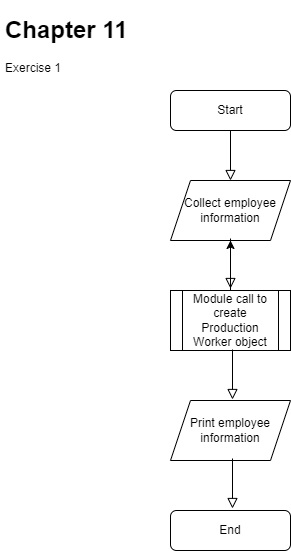 Chapter 11
Exercise 1
Start
Collect employee
information
Module call to
create
Production
Worker object
Print employee
information
End